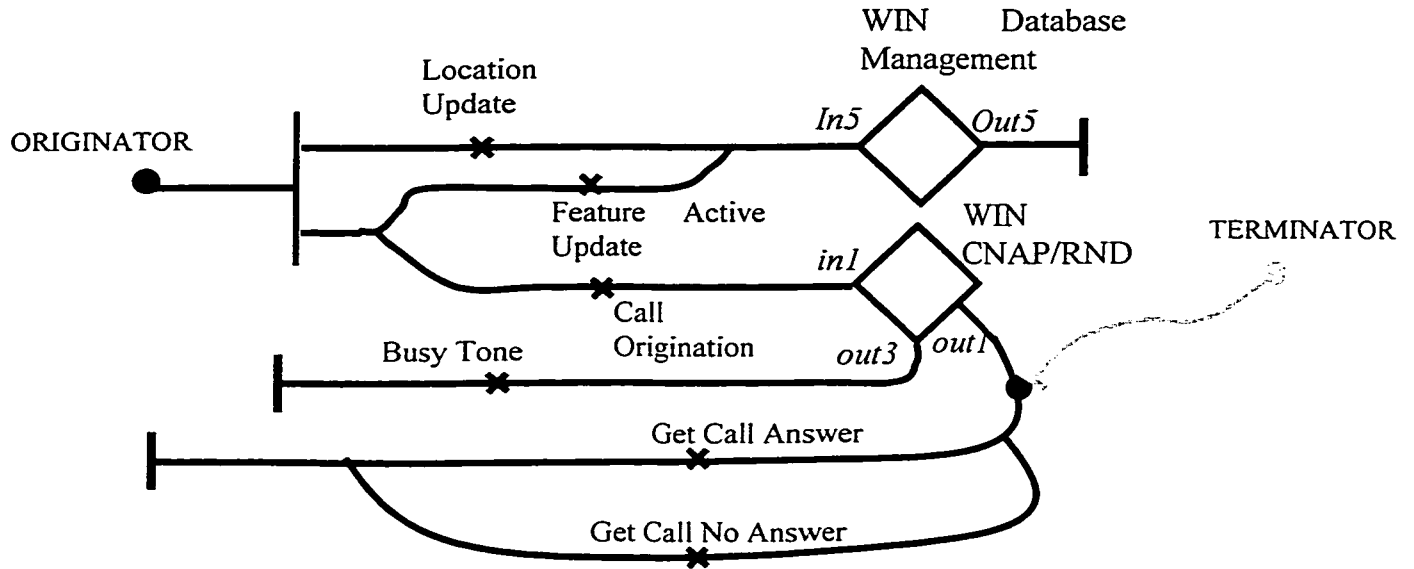 WIN Database
Management
Location
Update
In5
Out5
ORIGINATOR
Feature Active
Update
WIN
CNAP/RND
TERMINATOR
in1
Call
Origination
out3
out1
Busy Tone
Get Call Answer
Get Call No Answer